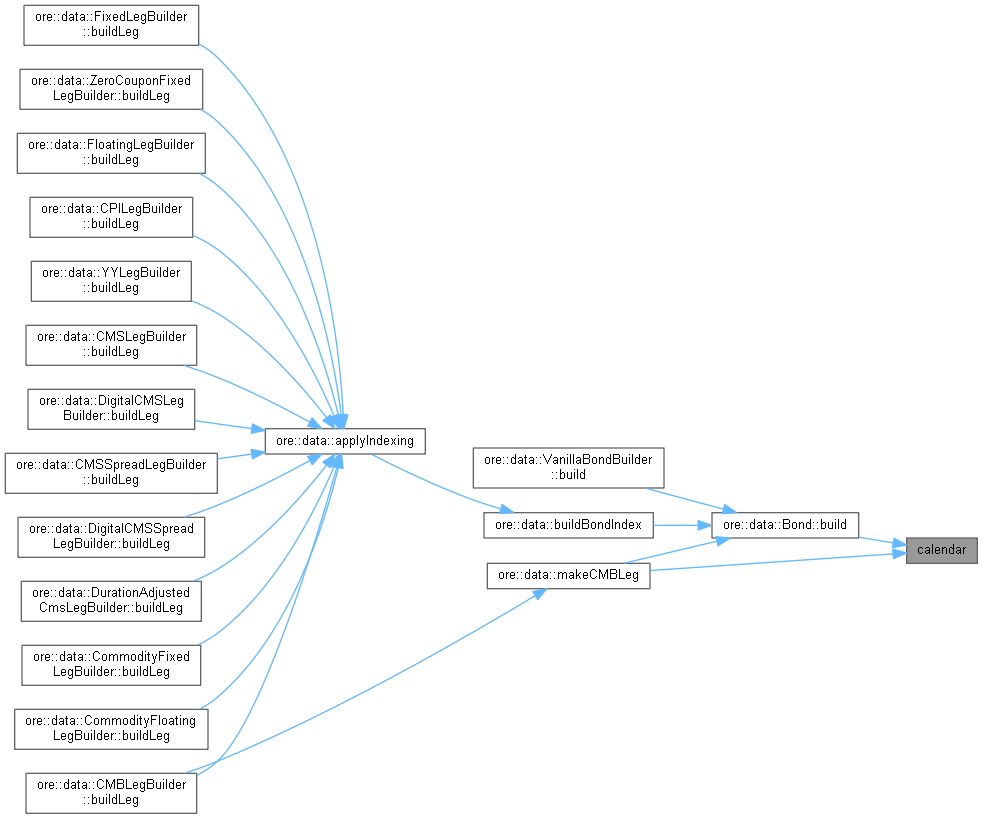 ore::data::FixedLegBuilder
::buildLeg
ore::data::ZeroCouponFixed
LegBuilder::buildLeg
ore::data::FloatingLegBuilder
::buildLeg
ore::data::CPILegBuilder
::buildLeg
ore::data::YYLegBuilder
::buildLeg
ore::data::CMSLegBuilder
::buildLeg
ore::data::DigitalCMSLeg
Builder::buildLeg
ore::data::CMSSpreadLegBuilder
::buildLeg
ore::data::DigitalCMSSpread
LegBuilder::buildLeg
ore::data::DurationAdjusted
CmsLegBuilder::buildLeg
ore::data::CommodityFixed
LegBuilder::buildLeg
ore::data::CommodityFloating
LegBuilder::buildLeg
ore::data::CMBLegBuilder
::buildLeg
ore::data::applyIndexing
ore::data::VanillaBondBuilder
::build
ore::data::buildBondIndex
ore::data::makeCMBLeg
ore::data::Bond::build
calendar